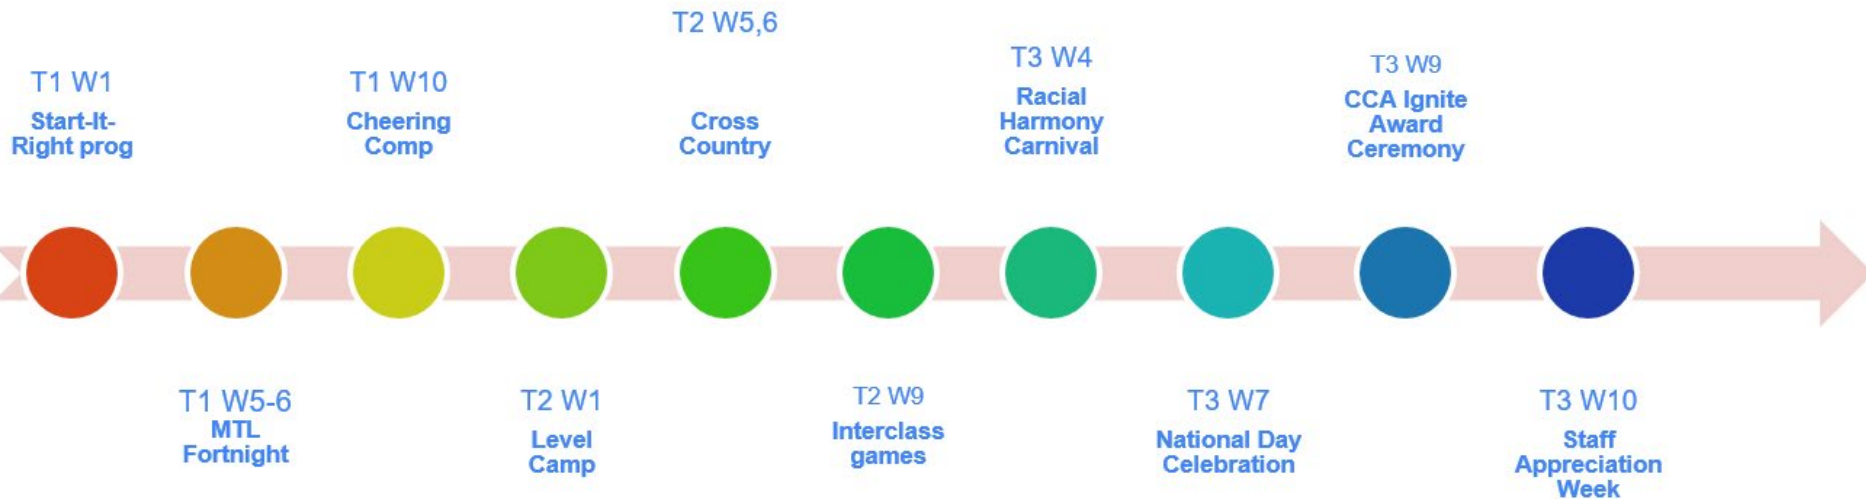 T1 W1
Start-It-
Right prog
T1 W5-6
MTL
Fortnight
T1 W10
Cheering
Comp
T2 W1
Level
Camp
T2 W5,6
Cross
Country
T2 W9
Interclass
games
T3 W4
Racial
Harmony
Carnival
T3 W7
National Day
Celebration
T3 W9
CCA Ignite
Award
Ceremony
T3 W10
Staff
Appreciation
Week